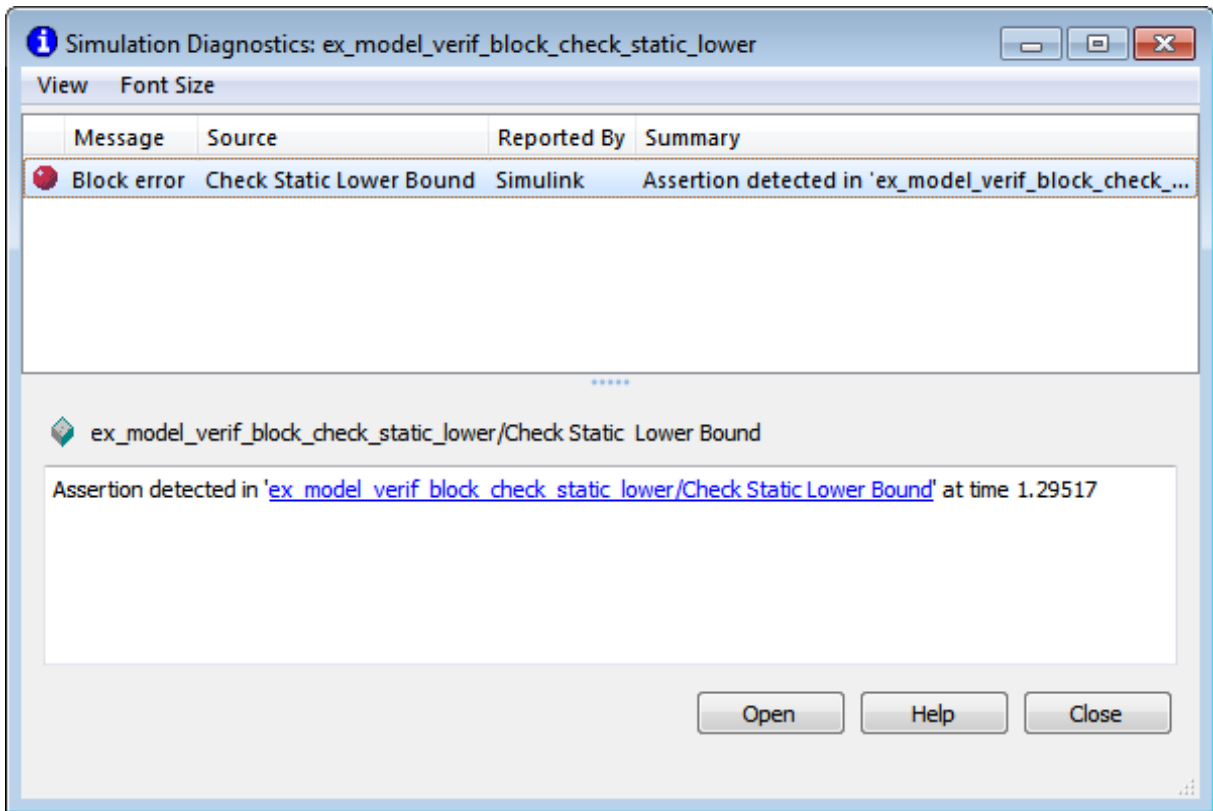 Simulation Diagnostics: ex_model_verif_block_check_static_lower
View Font Size
Message Source Reported By Summary
Block error Check Static Lower Bound Simulink Assertion detected in 'ex_model_verif_block_check_...
ex_model_verif_block_check_static_lower/Check Static Lower Bound
Assertion detected in 'ex_model_verif_block_check_static_lower/Check Static Lower Bound' at time 1.29517
Open Help Close